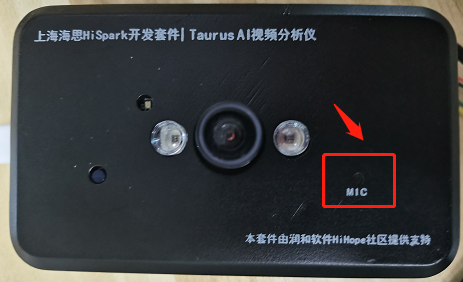 上海海思HiSpark开发套件| Taurus AI视频分析仪
MIC
本套件由润和软件HiHope社区提供支持